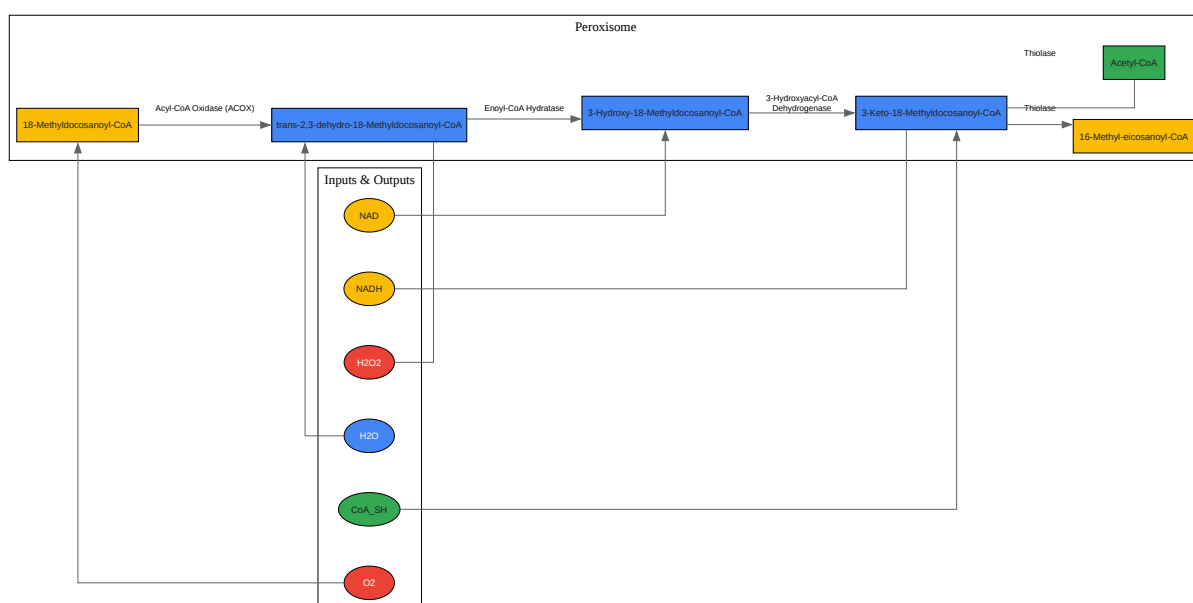 Peroxisome
Thiolase
Acetyl-CoA
18-Methyldocosanoyl-CoA
Acyl-CoA Oxidase (ACOX)
trans-2,3-dehydro-18-Methyldocosanoyl-CoA
Enoyl-CoA Hydratase
3-Hydroxy-18-Methyldocosanoyl-CoA
3-Hydroxyacyl-CoA
Dehydrogenase
3-Keto-18-Methyldocosanoyl-CoA
Thiolase
16-Methyl-eicosanoyl-CoA
Inputs & Outputs
NAD
NADH
H2O2
H2O
CoA_SH
O2